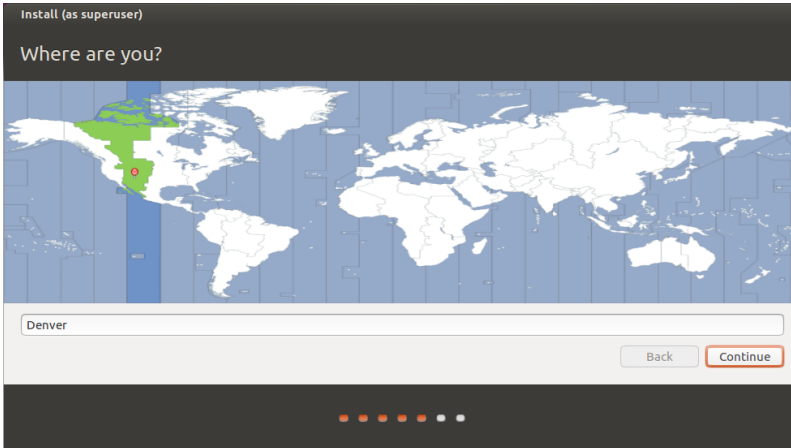 Install (as superuser)
Where are you?
Denver
Back
Continue